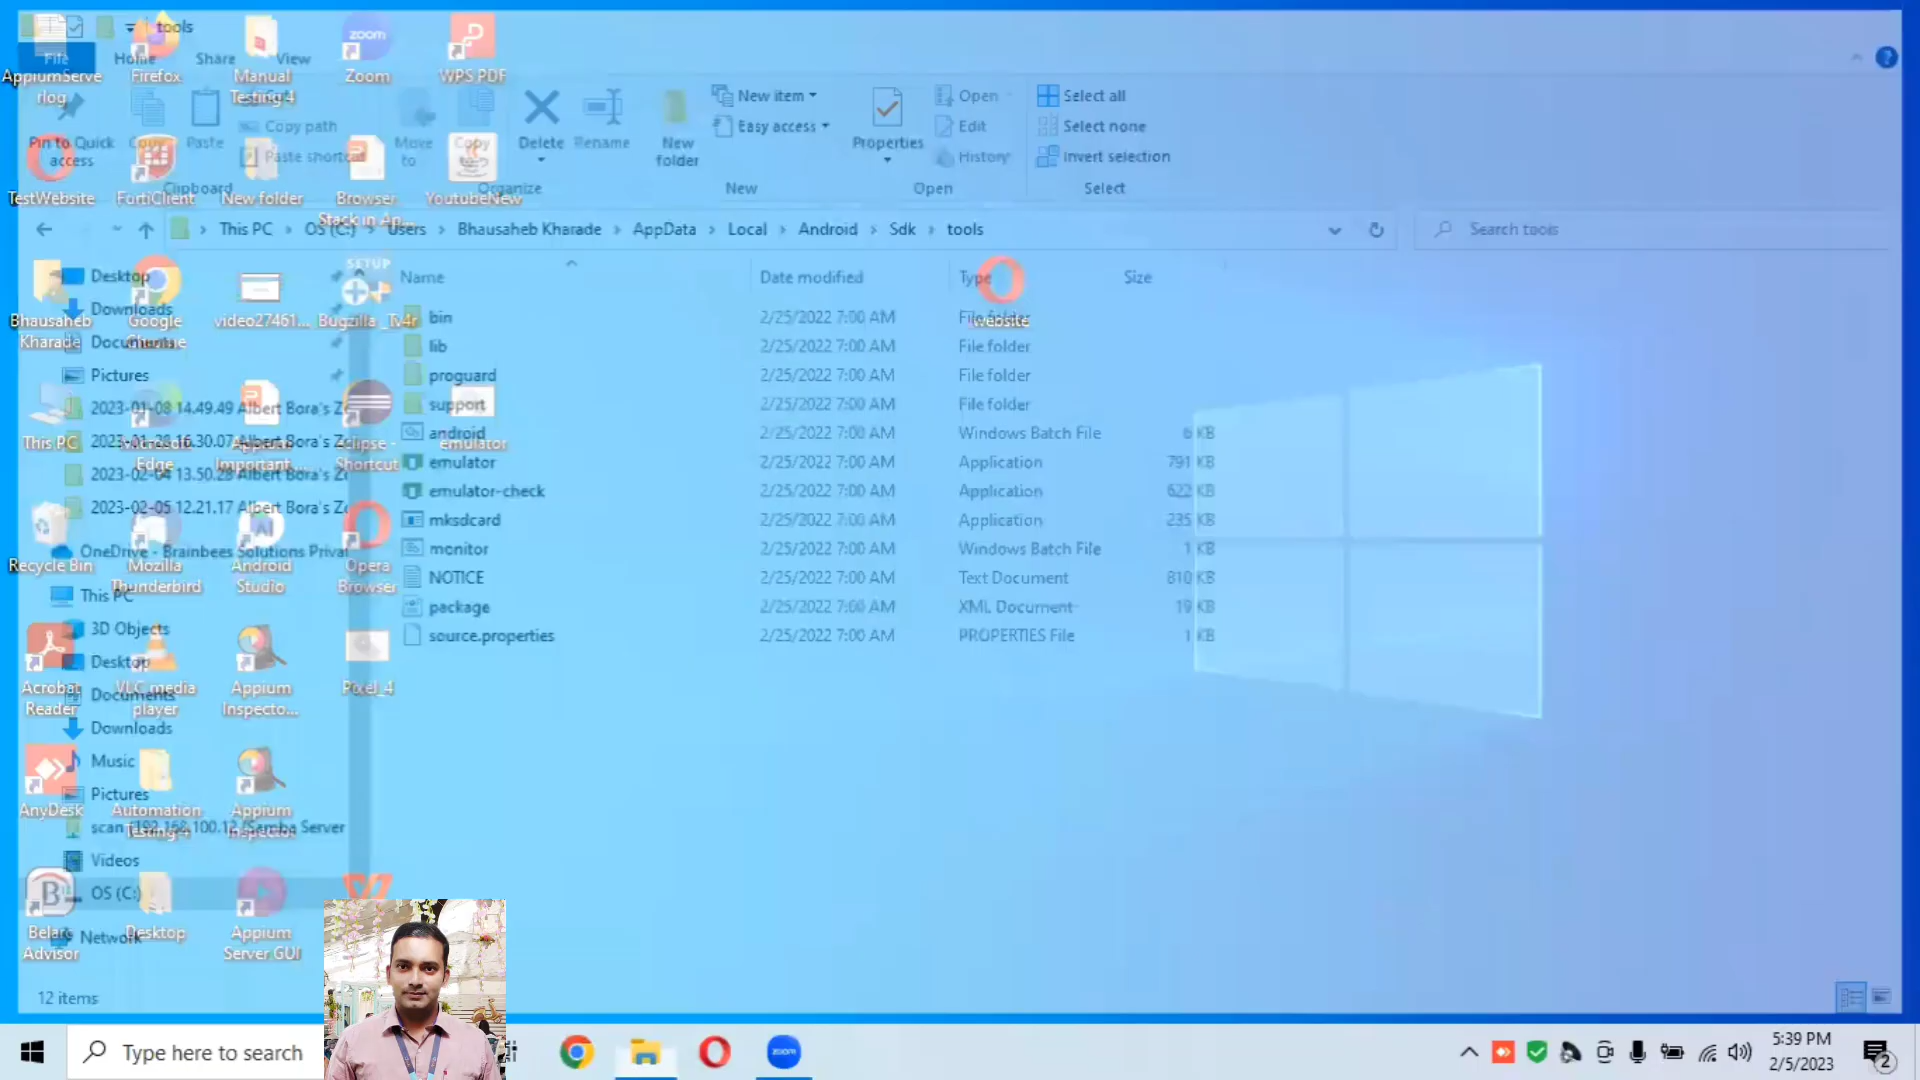 tools
File Home Share View
Pin to Quick access
Copy
Paste
Cut
Copy path
Paste shortcut
Clipboard
Move to
Copy to
Delete
Rename
Organize
New folder
New item
Easy access
New
Properties
Open
Edit
History
Open
Select all
Select none
Invert selection
Select
This PC › OS (C:) › Users › Bhausaheb Kharade › AppData › Local › Android › Sdk › tools
Search tools
Name Date modified Type Size
bin 2/25/2022 7:00 AM File folder
lib 2/25/2022 7:00 AM File folder
proguard 2/25/2022 7:00 AM File folder
support 2/25/2022 7:00 AM File folder
android 2/25/2022 7:00 AM Windows Batch File 6 KB
emulator 2/25/2022 7:00 AM Application 791 KB
emulator-check 2/25/2022 7:00 AM Application 622 KB
mksdcard 2/25/2022 7:00 AM Application 235 KB
monitor 2/25/2022 7:00 AM Windows Batch File 1 KB
NOTICE 2/25/2022 7:00 AM Text Document 810 KB
package 2/25/2022 7:00 AM XML Document 19 KB
source.properties 2/25/2022 7:00 AM PROPERTIES File 1 KB
Desktop
Downloads
Documents
Pictures
2023-01-08 14.49.49 Albert Bora's Z
2023-01-28 16.30.07 Albert Bora's Z
2023-02-04 13.50.28 Albert Bora's Z
2023-02-05 12.21.17 Albert Bora's Z
OneDrive - Brainbees Solutions Privat
This PC
3D Objects
Desktop
Documents
Downloads
Music
Pictures
Videos
OS (C:)
Network
12 items
AppiumServe
rlog
Firefox
Manual
Testing 4
zoom
Zoom
WPS PDF
TestWebsite
FortiClient
New folder
Browser
Stack in Ap...
YoutubeNew
Bhausaheb
Kharade
Google
Chrome
video27461...
SETUP
website
This PC
Edge
Appium
Important...
Eclipse -
Shortcut
emulator
Recycle Bin
Mozilla
Thunderbird
Android
Studio
Opera
Browser
Acrobat
Reader
VLC media
player
Appium
Inspecto...
Pixel_4
AnyDesk
Automation
Testing 4
Appium
Inspector
Belarc
Advisor
Desktop
Appium
Server GUI
Type here to search
zoom
5:39 PM
2/5/2023
2